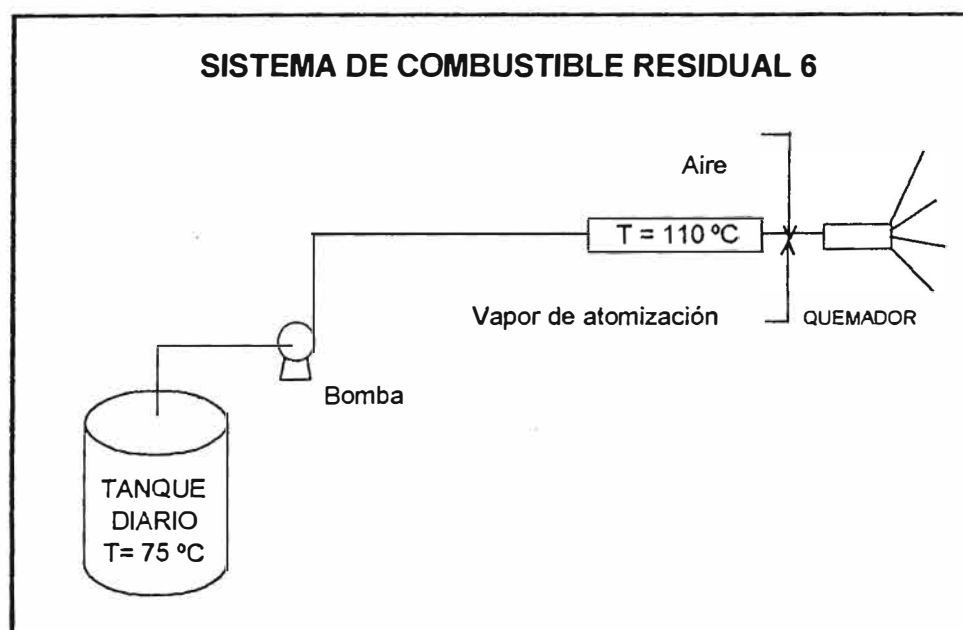 SISTEMA DE COMBUSTIBLE RESIDUAL 6
Aire
T = 110 ºC
Vapor de atomización
QUEMADOR
Bomba
TANQUE
DIARIO
T= 75 ºC